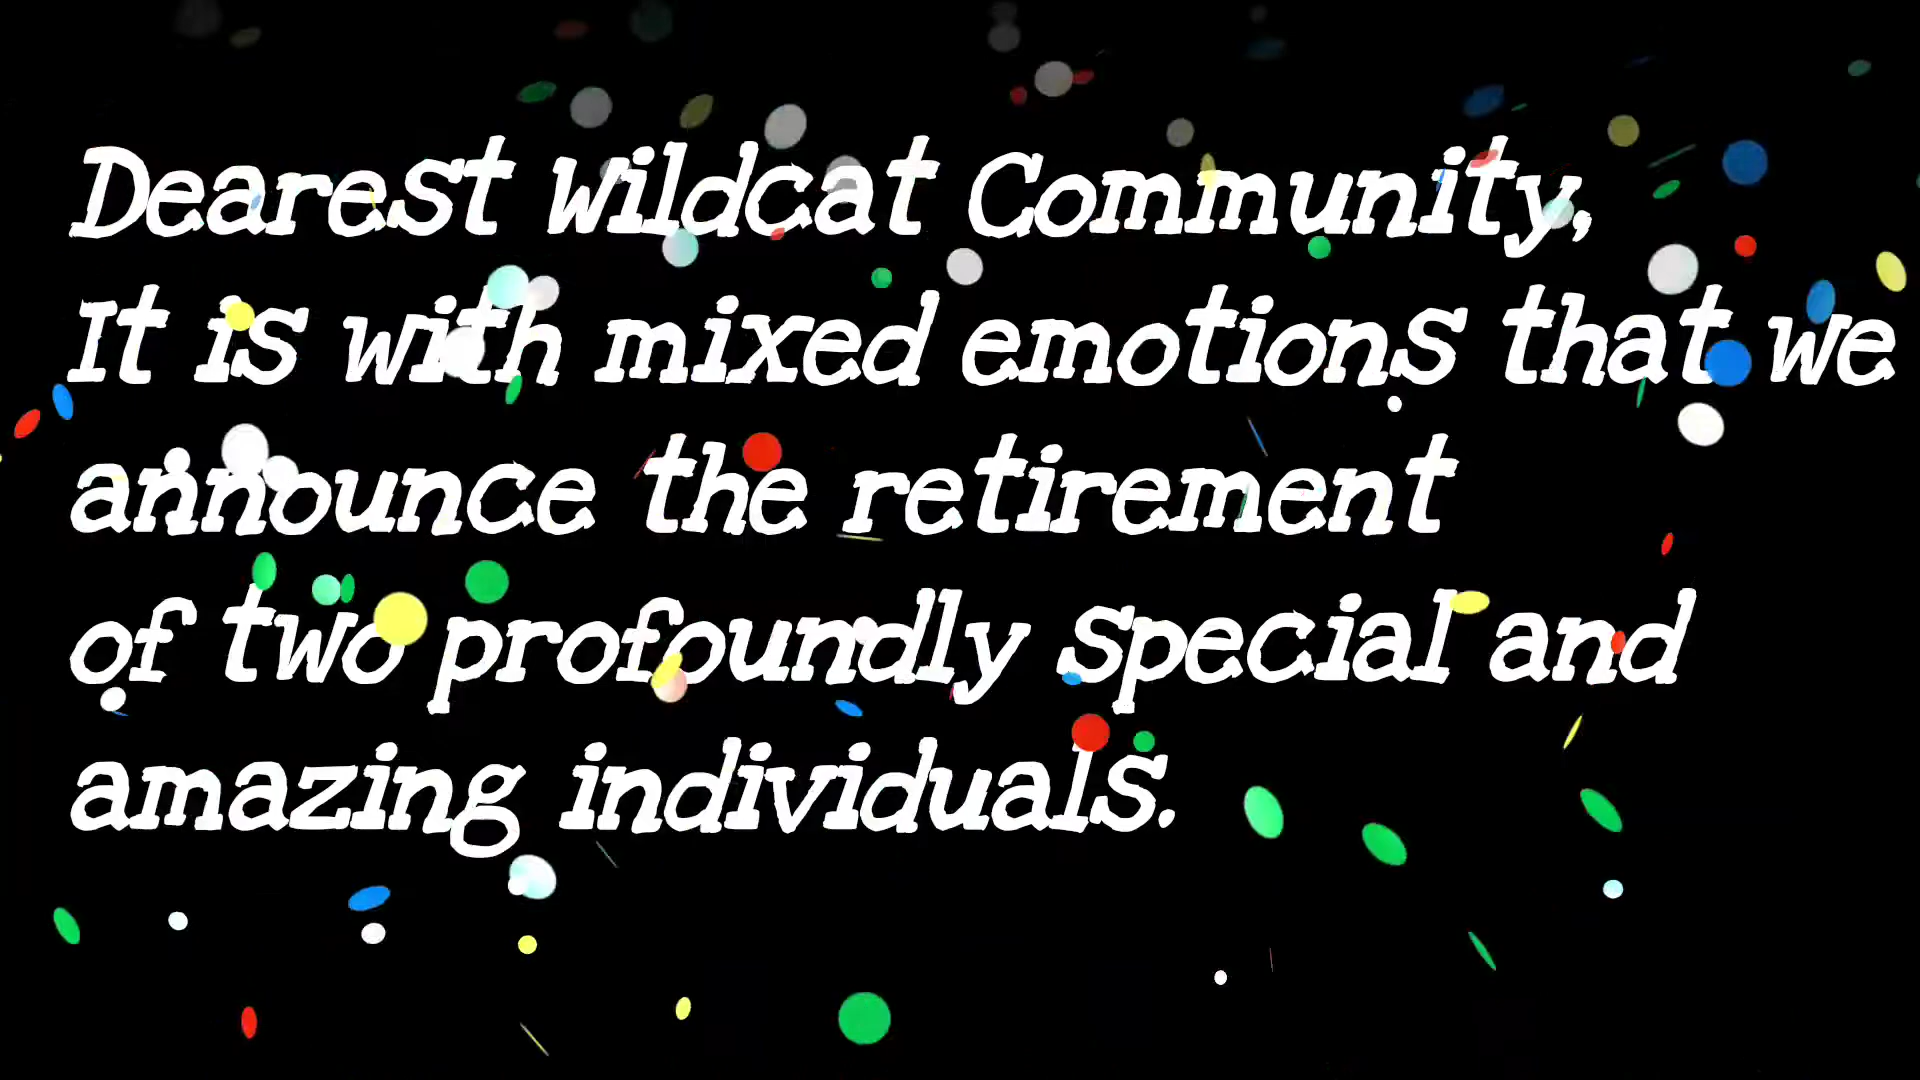 Dearest Wildcat Community,
It is with mixed emotions that we
announce the retirement
of two profoundly special and
amazing individuals.